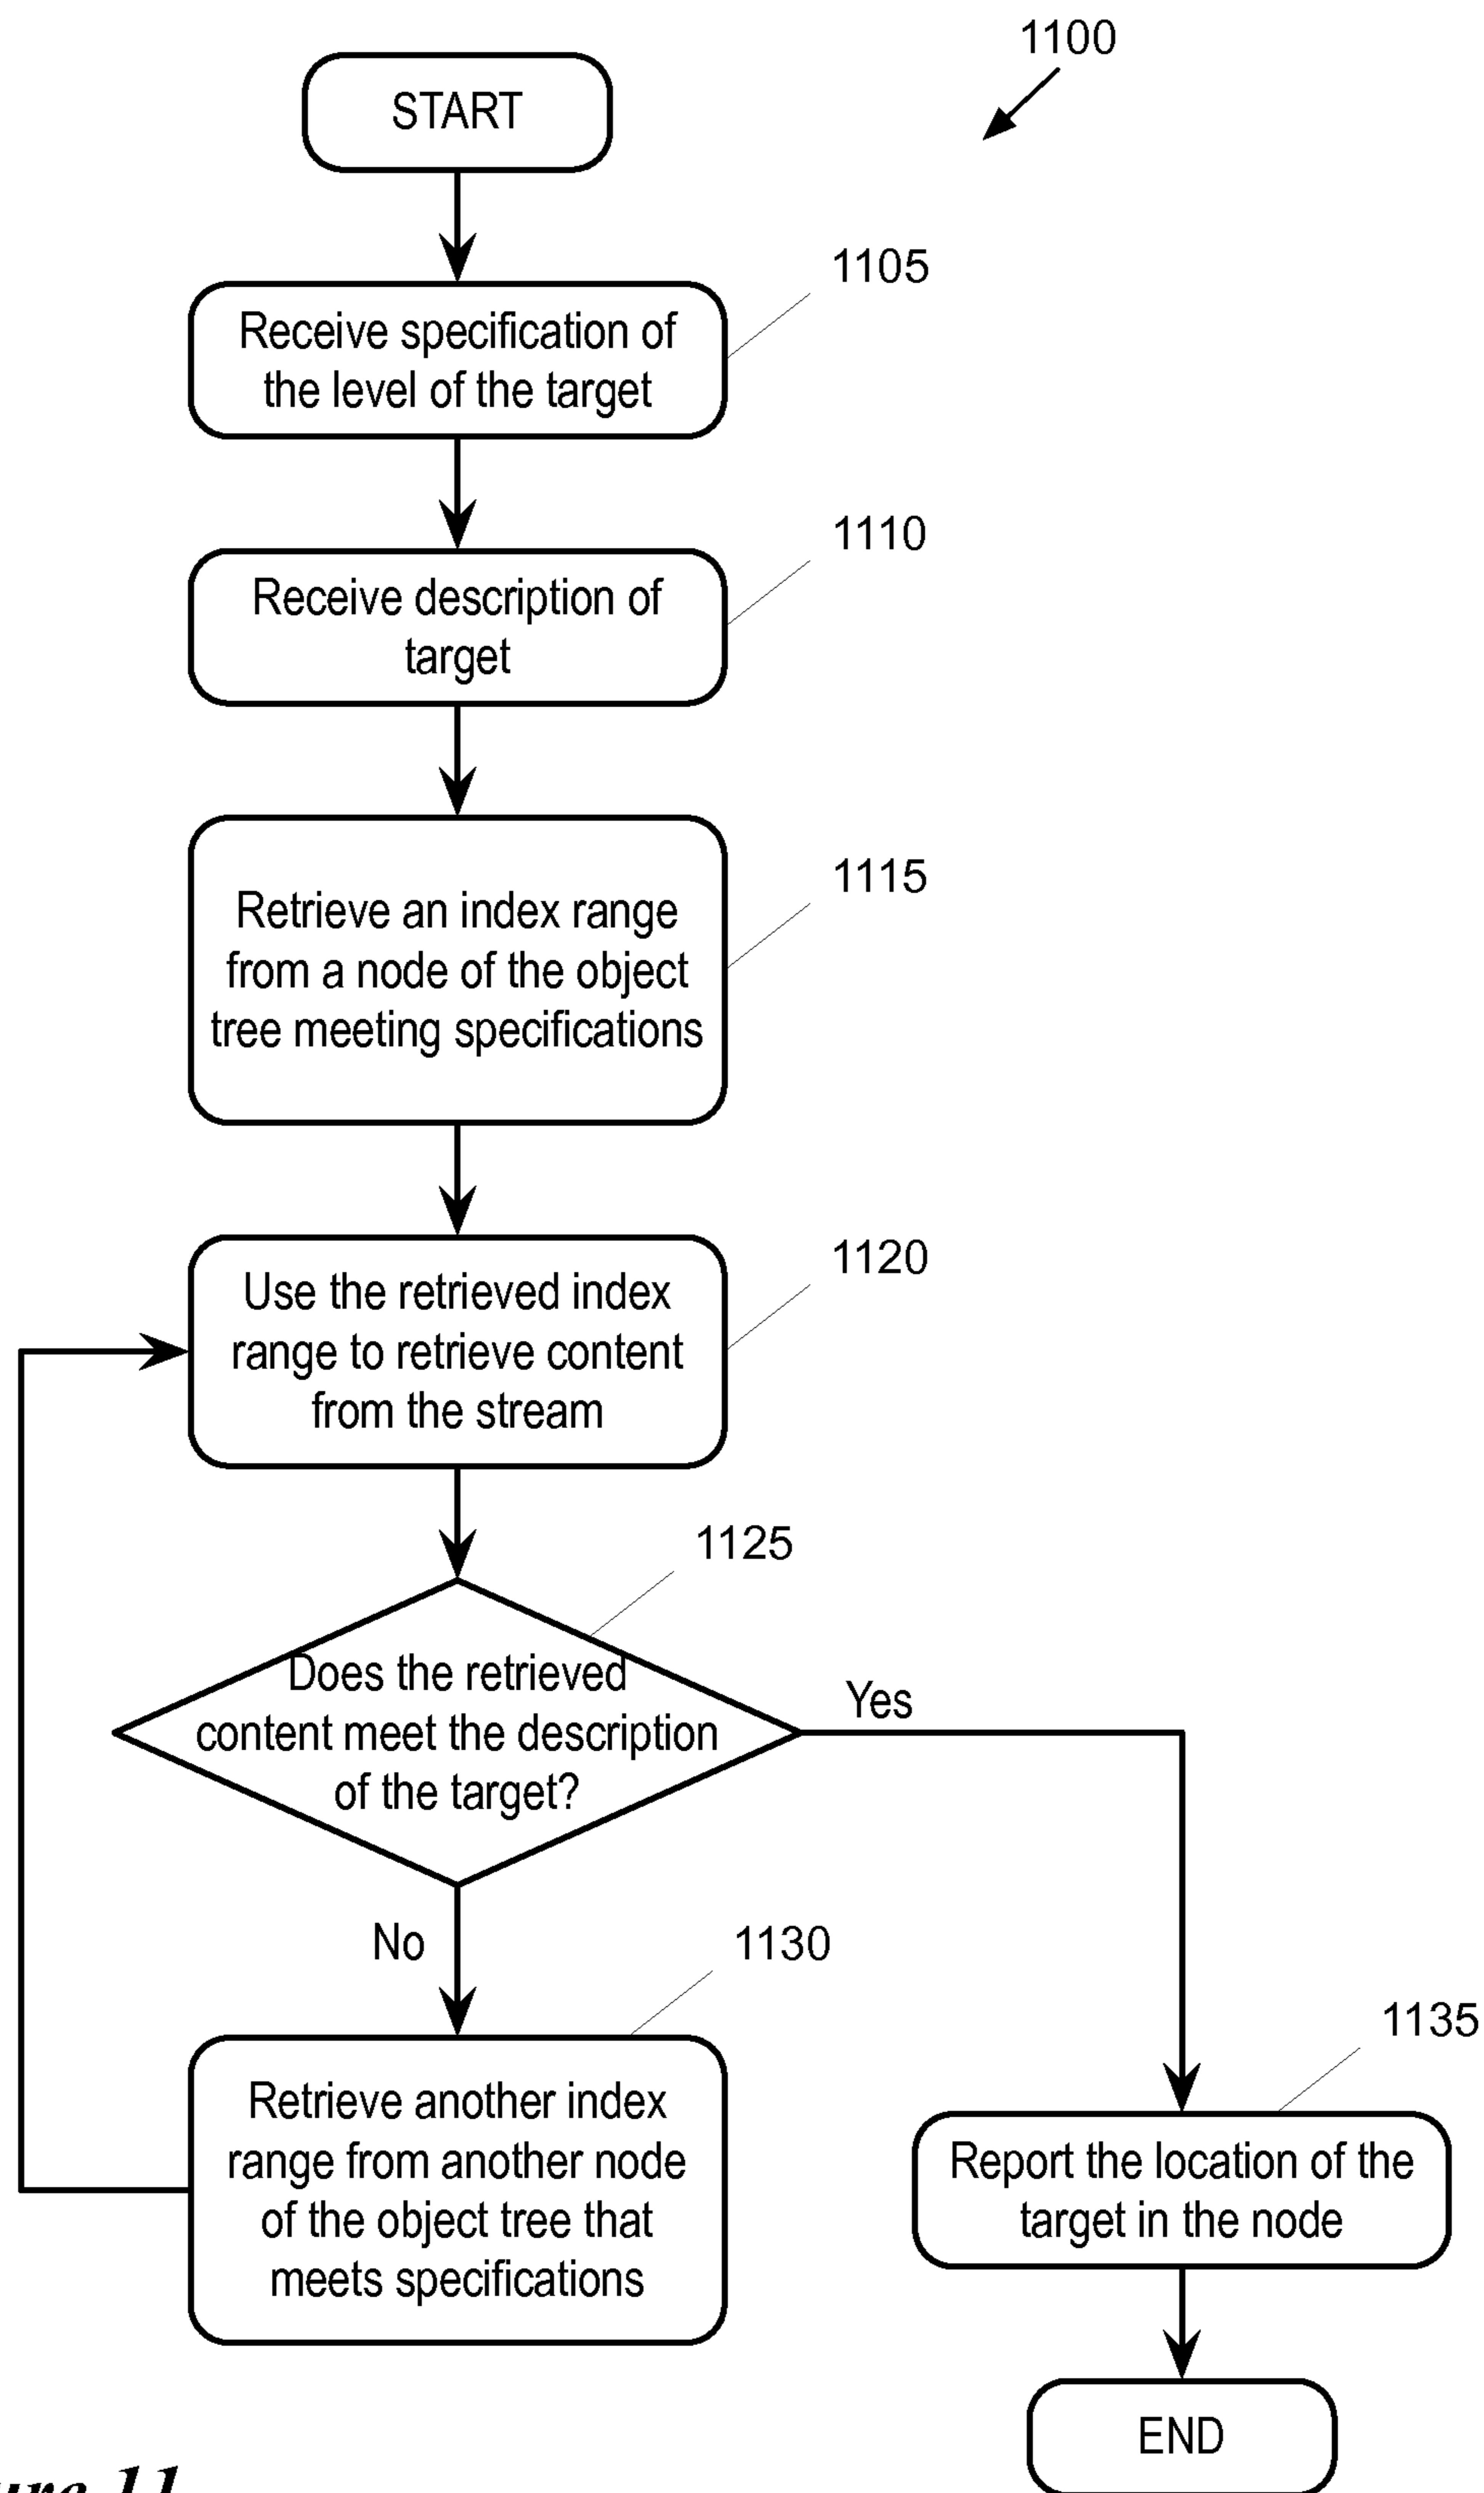 1100
START
1105
Receive specification of
the level of the target
1110
Receive description of
target
1115
Retrieve an index range
from a node of the object
tree meeting specifications
1120
Use the retrieved index
range to retrieve content
from the stream
1125
Does the retrieved
content meet the description
of the target?
Yes
No
1130
Retrieve another index
range from another node
of the object tree that
meets specifications
1135
Report the location of the
target in the node
END
11